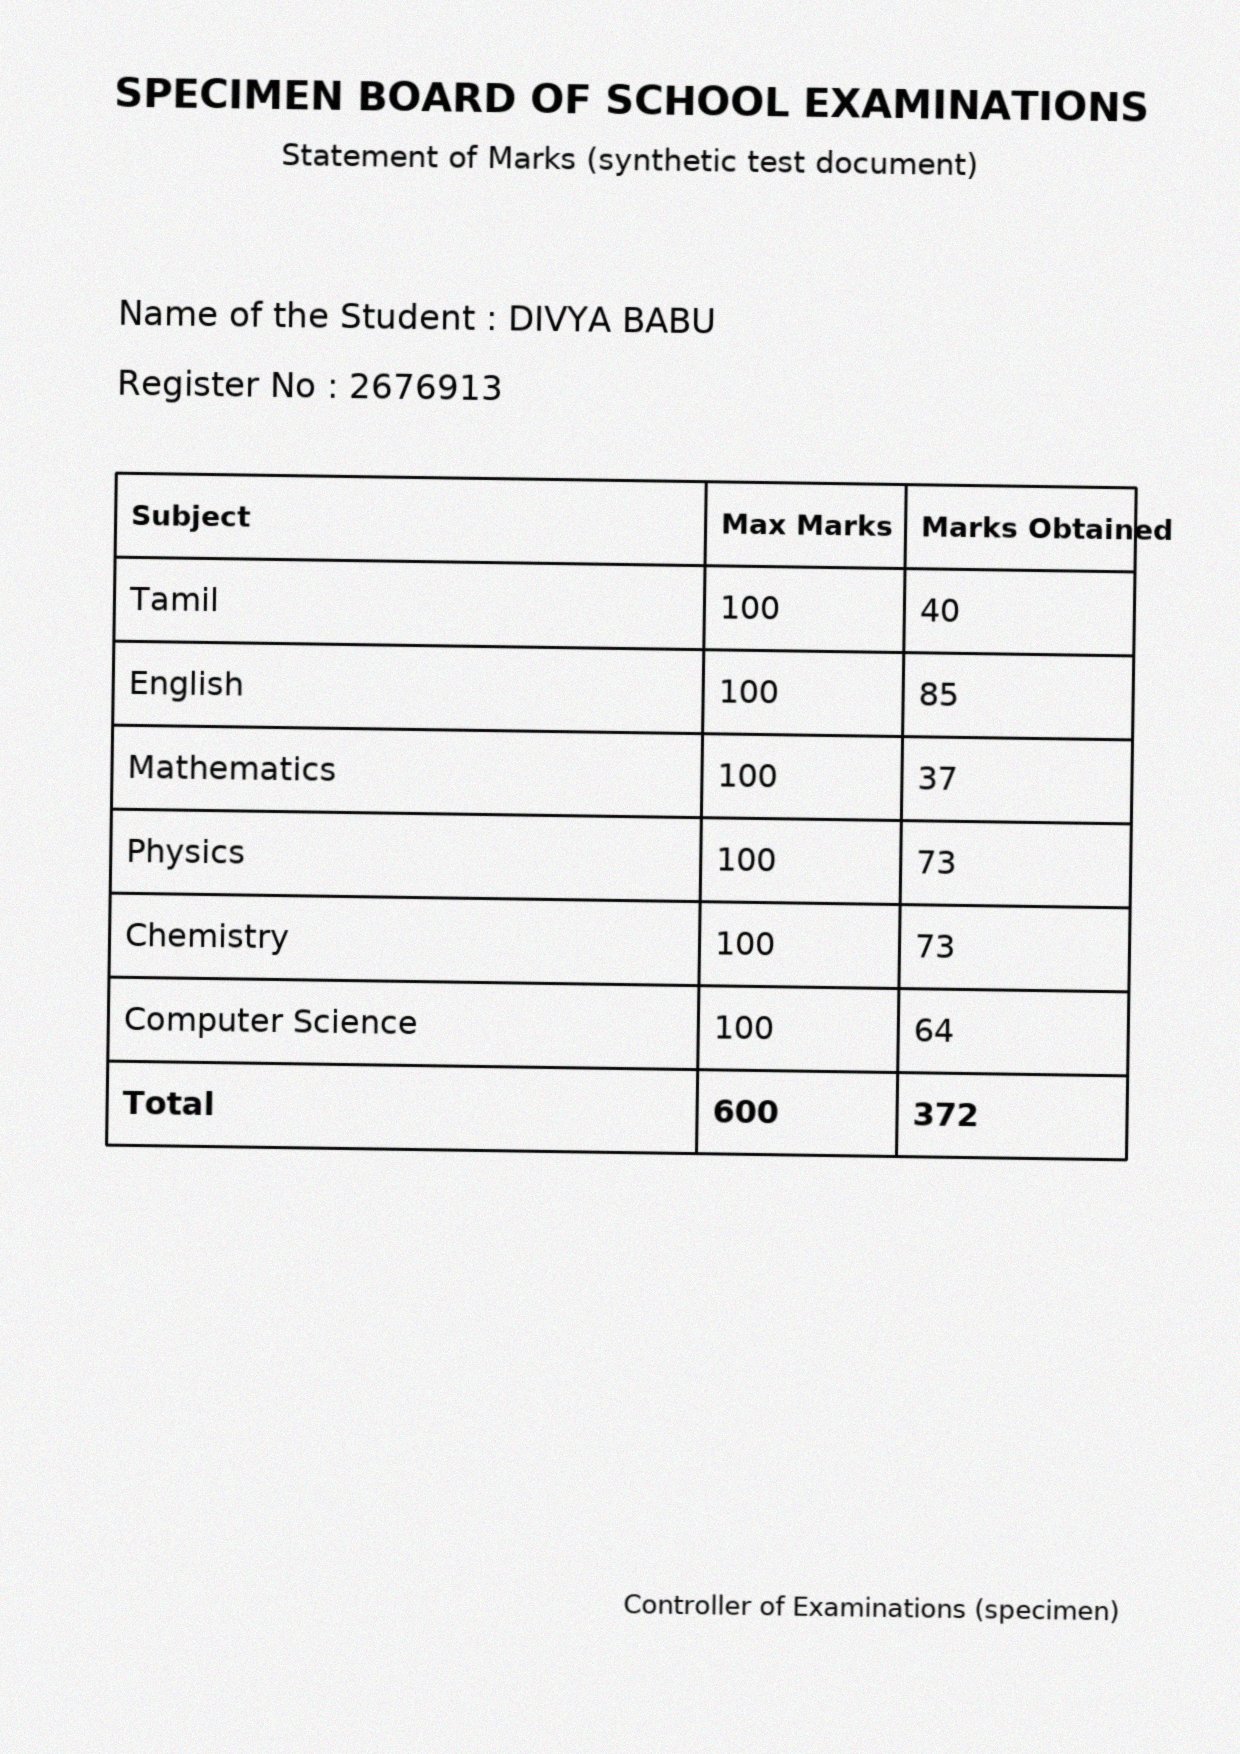 SPECIMEN BOARD OF SCHOOL EXAMINATIONS
Statement of Marks (synthetic test document)
Name of the Student : DIVYA BABU
Register No : 2676913
Subject Max Marks Marks Obtained
Tamil 100 40
English 100 85
Mathematics 100 37
Physics 100 73
Chemistry 100 73
Computer Science 100 64
Total 600 372
Controller of Examinations (specimen)